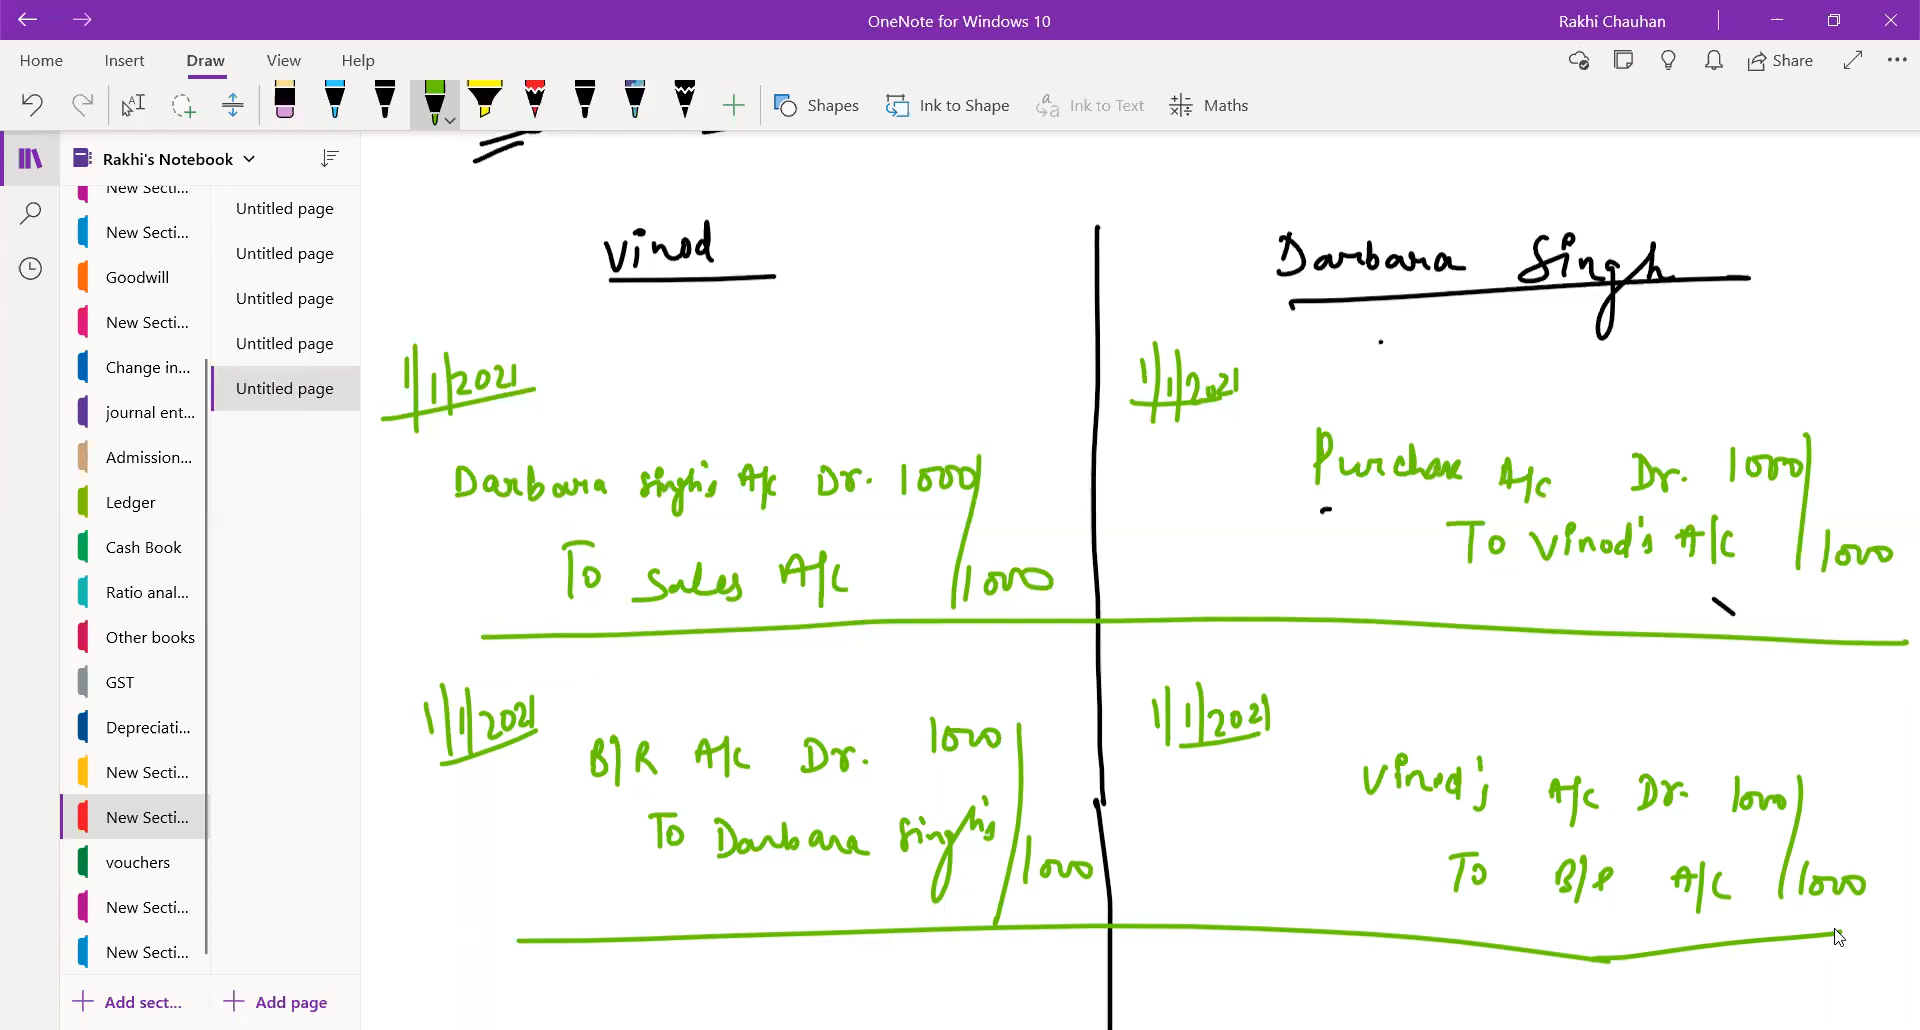 OneNote for Windows 10
Rakhi Chauhan
Home Insert Draw View Help
Share
Shapes Ink to Shape Ink to Text Maths
Rakhi's Notebook
New Secti...
New Secti...
Goodwill
New Secti...
Change in...
journal ent...
Admission...
Ledger
Cash Book
Ratio anal...
Other books
GST
Depreciati...
New Secti...
New Secti...
vouchers
New Secti...
New Secti...
Add sect...
Untitled page
Untitled page
Untitled page
Untitled page
Untitled page
Add page
Vinod
1/1/2021
Darbara Singh's A/c Dr. 1000
To Sales A/C 1000
1/1/2021
B/R A/C Dr. 1000
To Darbara Singh's 1000
Darbara Singh
1/1/2021
Purchase A/C Dr. 1000
To Vinod's A/C 1000
1/1/2021
Vinod's A/C Dr. 1000
To B/P A/C 1000